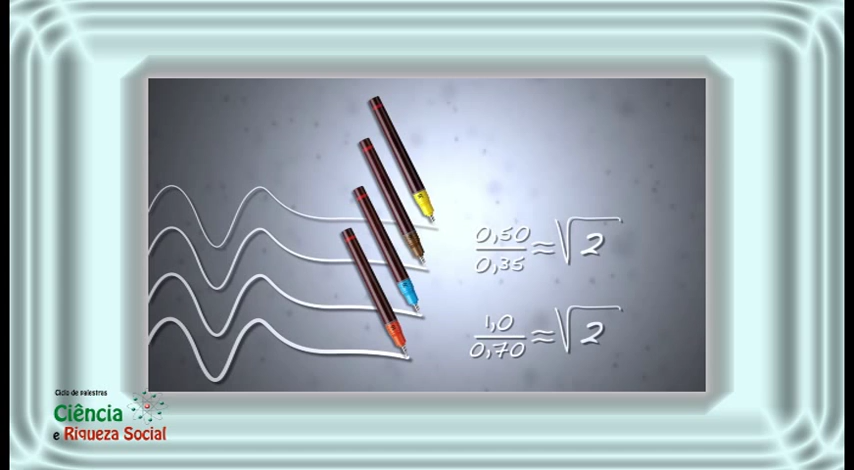 0,50
0,35
≈ √2
1,0
0,70
≈ √2
Ciclo de palestras
Ciência
e Riqueza Social